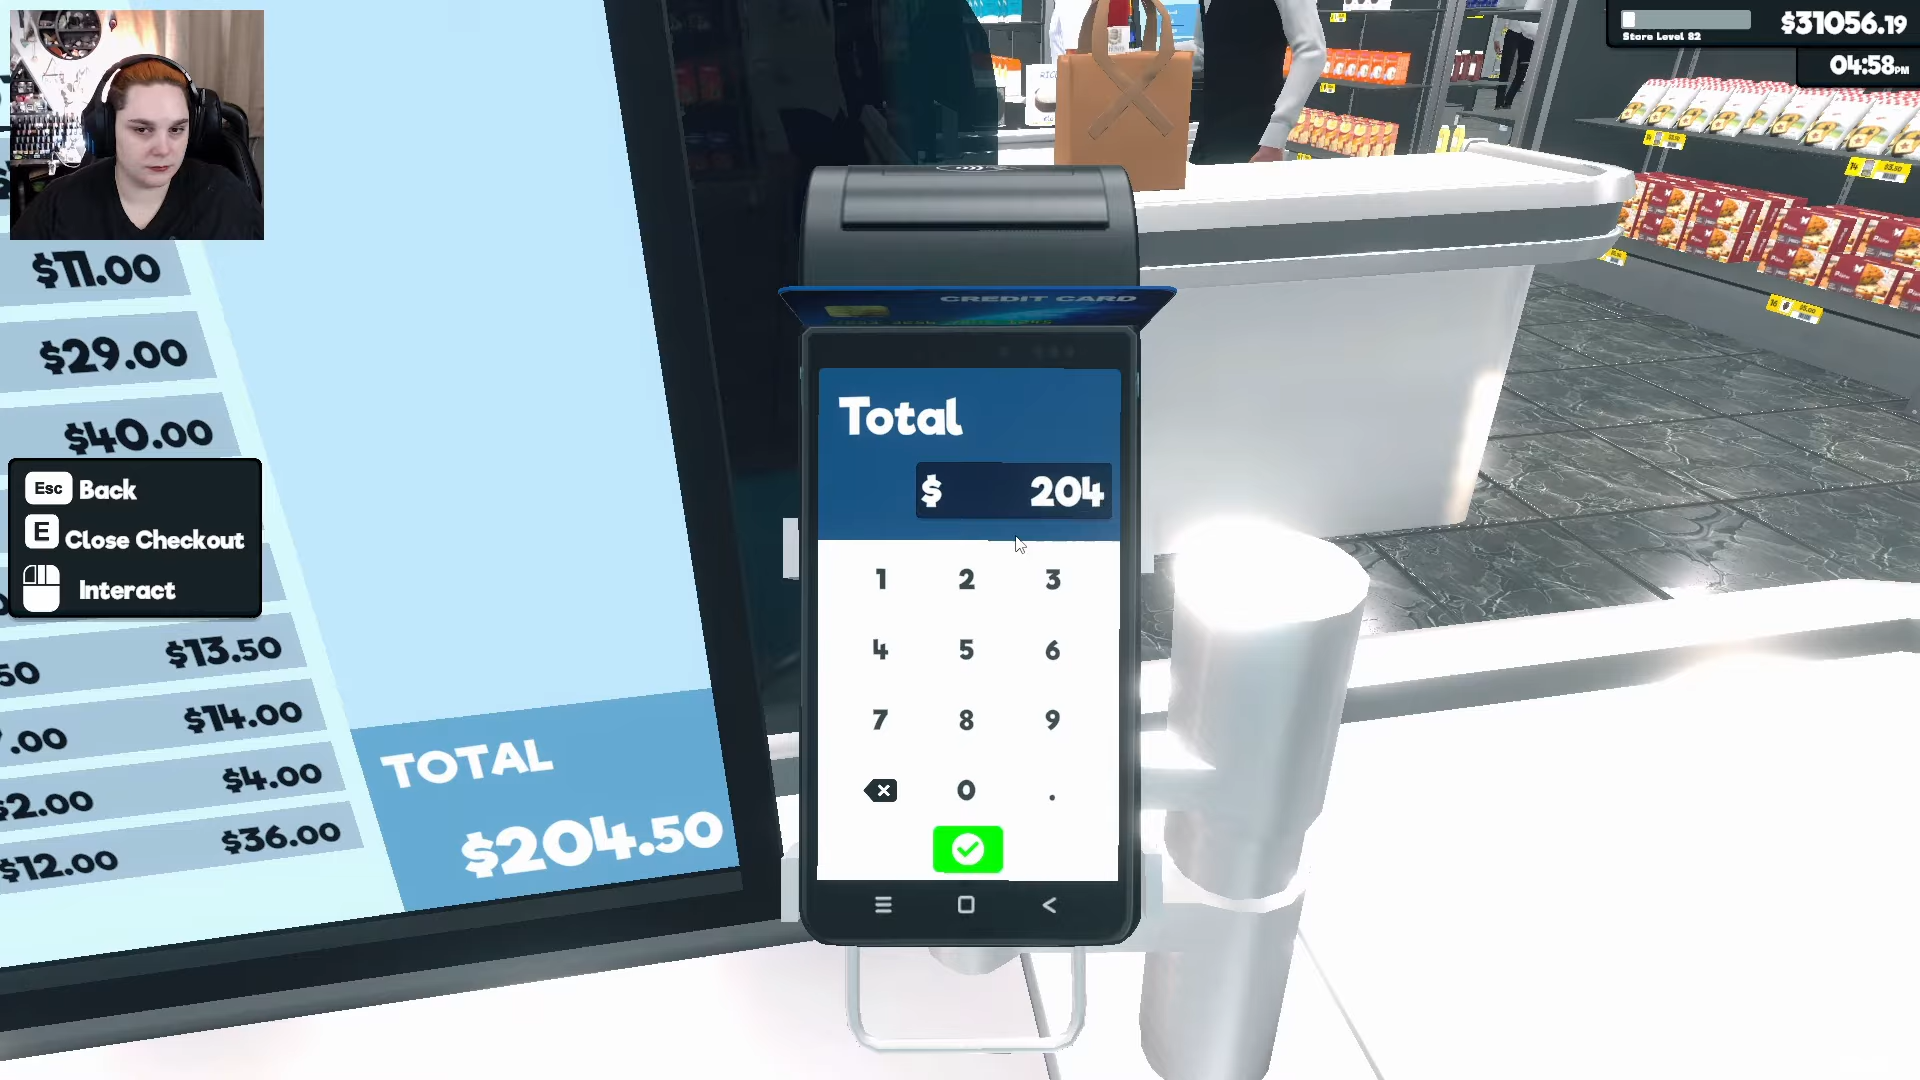 $31056.19
Store Level 82
04:58PM
$11.00
$29.00
$40.00
Esc Back
E Close Checkout
Interact
50 $13.50
.00 $14.00
$2.00 $4.00
$12.00 $36.00
TOTAL
$204.50
CREDIT CARD
Total
$ 204
1 2 3
4 5 6
7 8 9
0 .